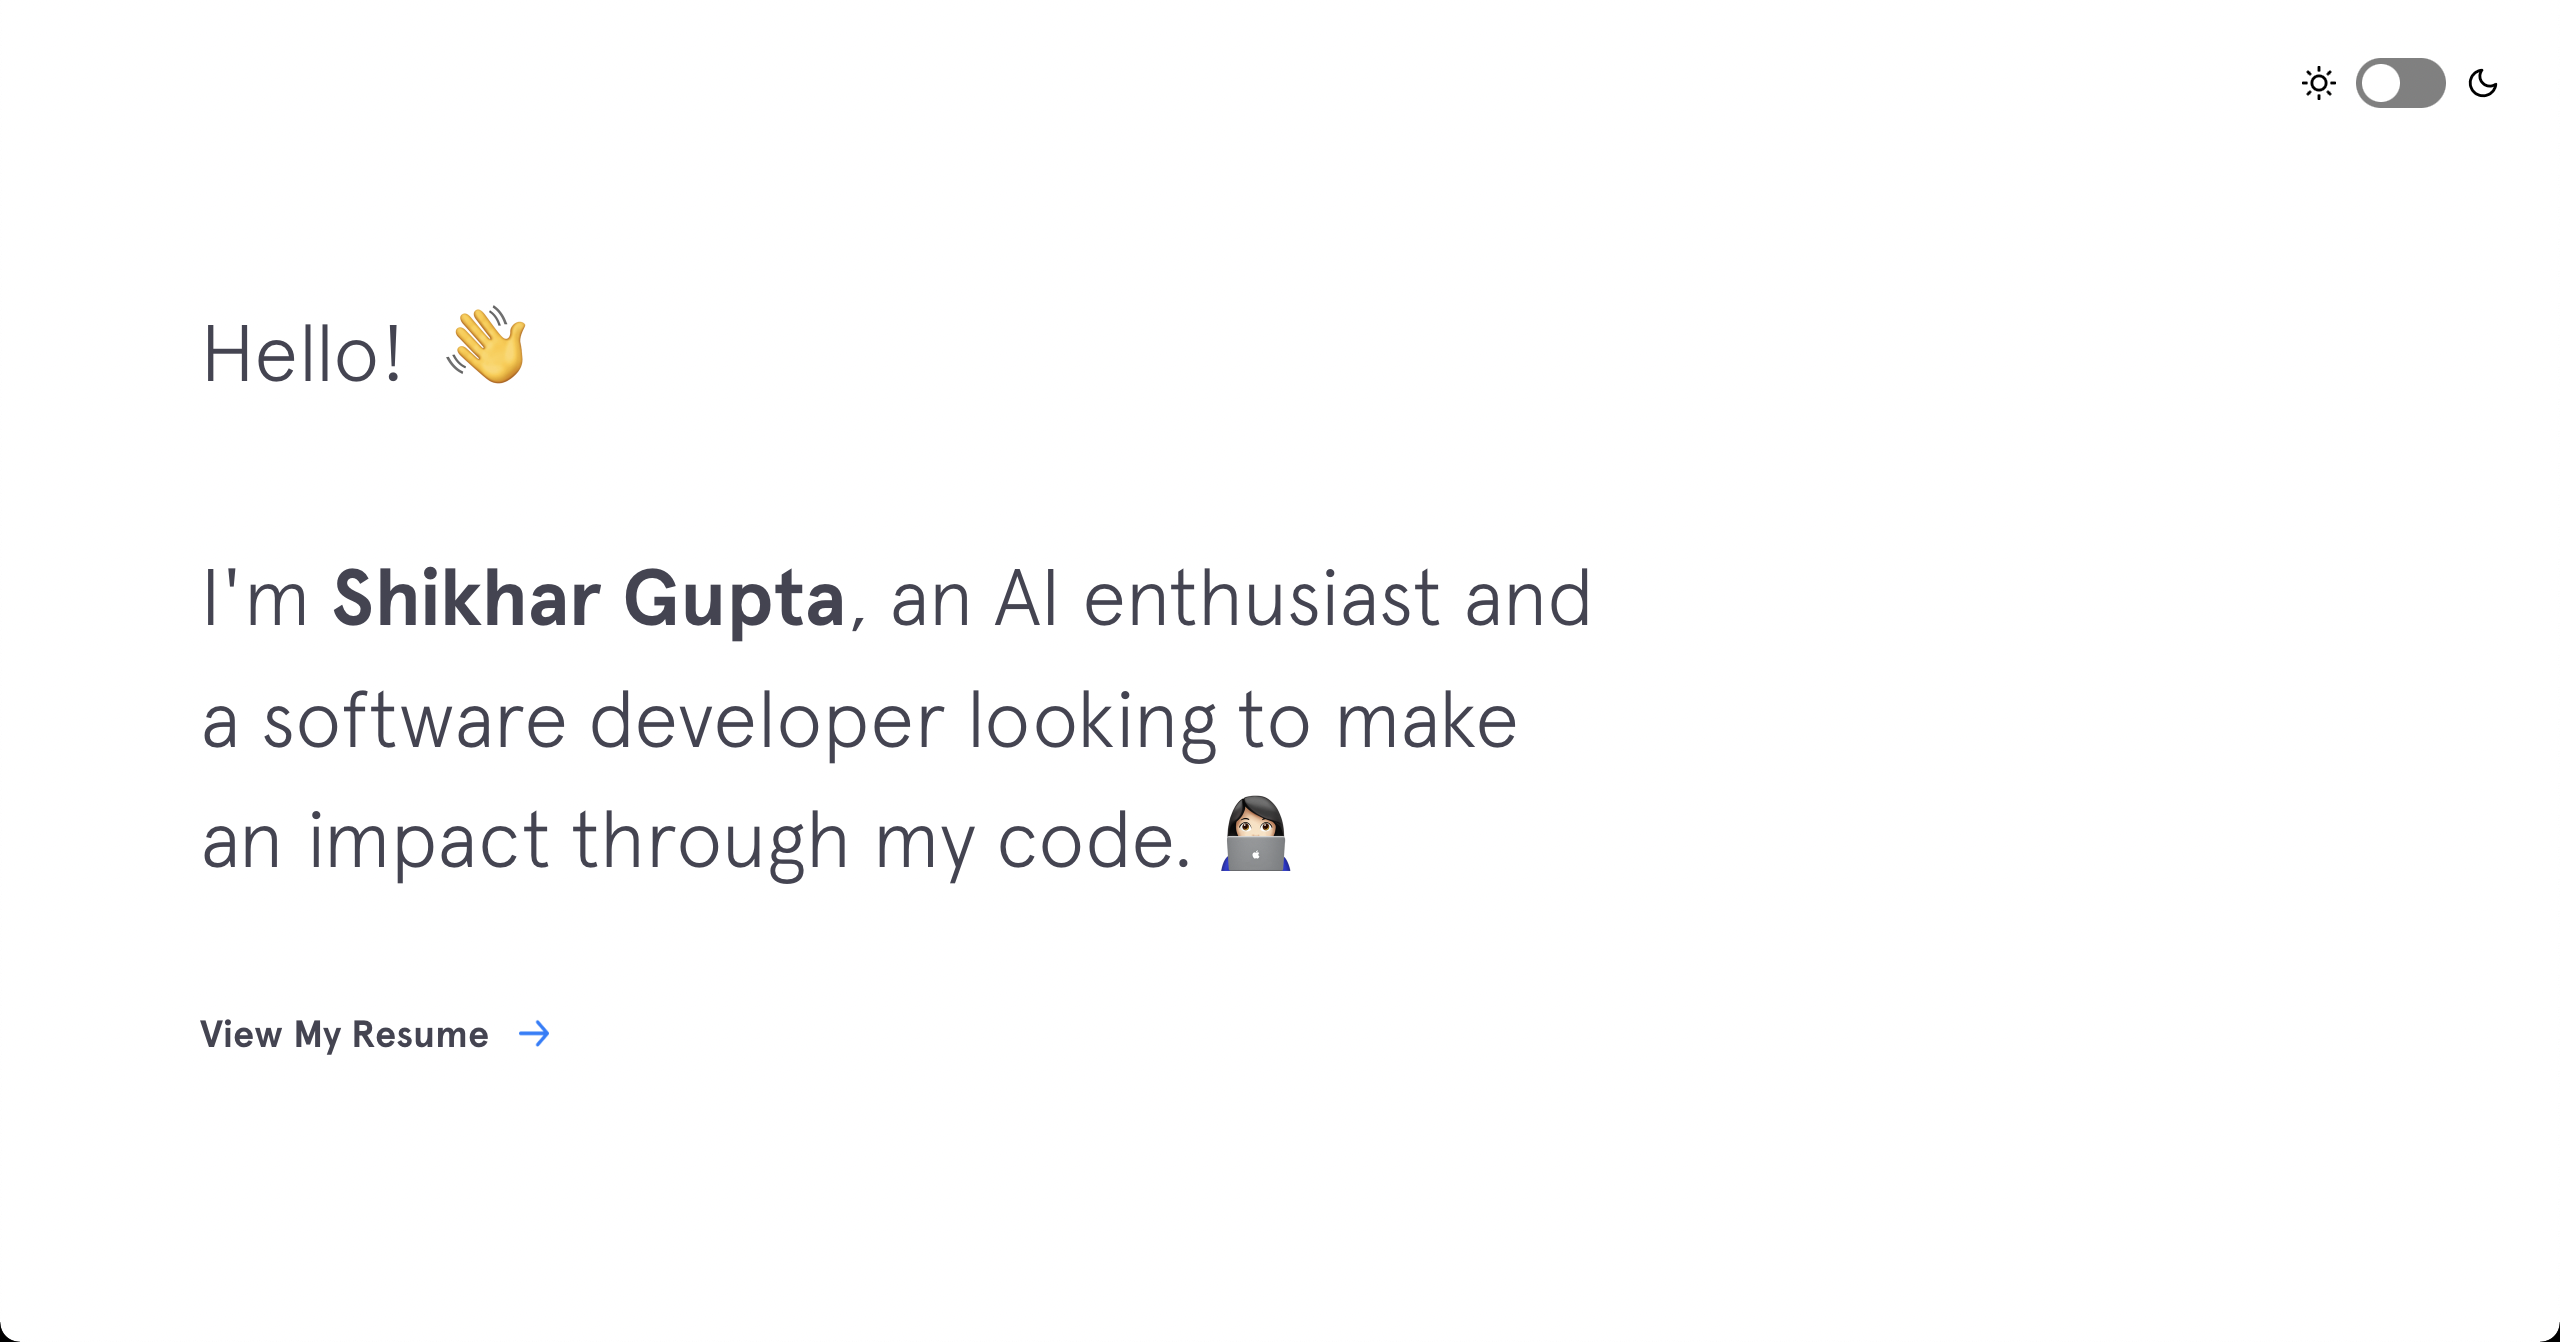 Hello! 👋
I'm Shikhar Gupta, an AI enthusiast and
a software developer looking to make
an impact through my code. 👩🏻‍💻
View My Resume →